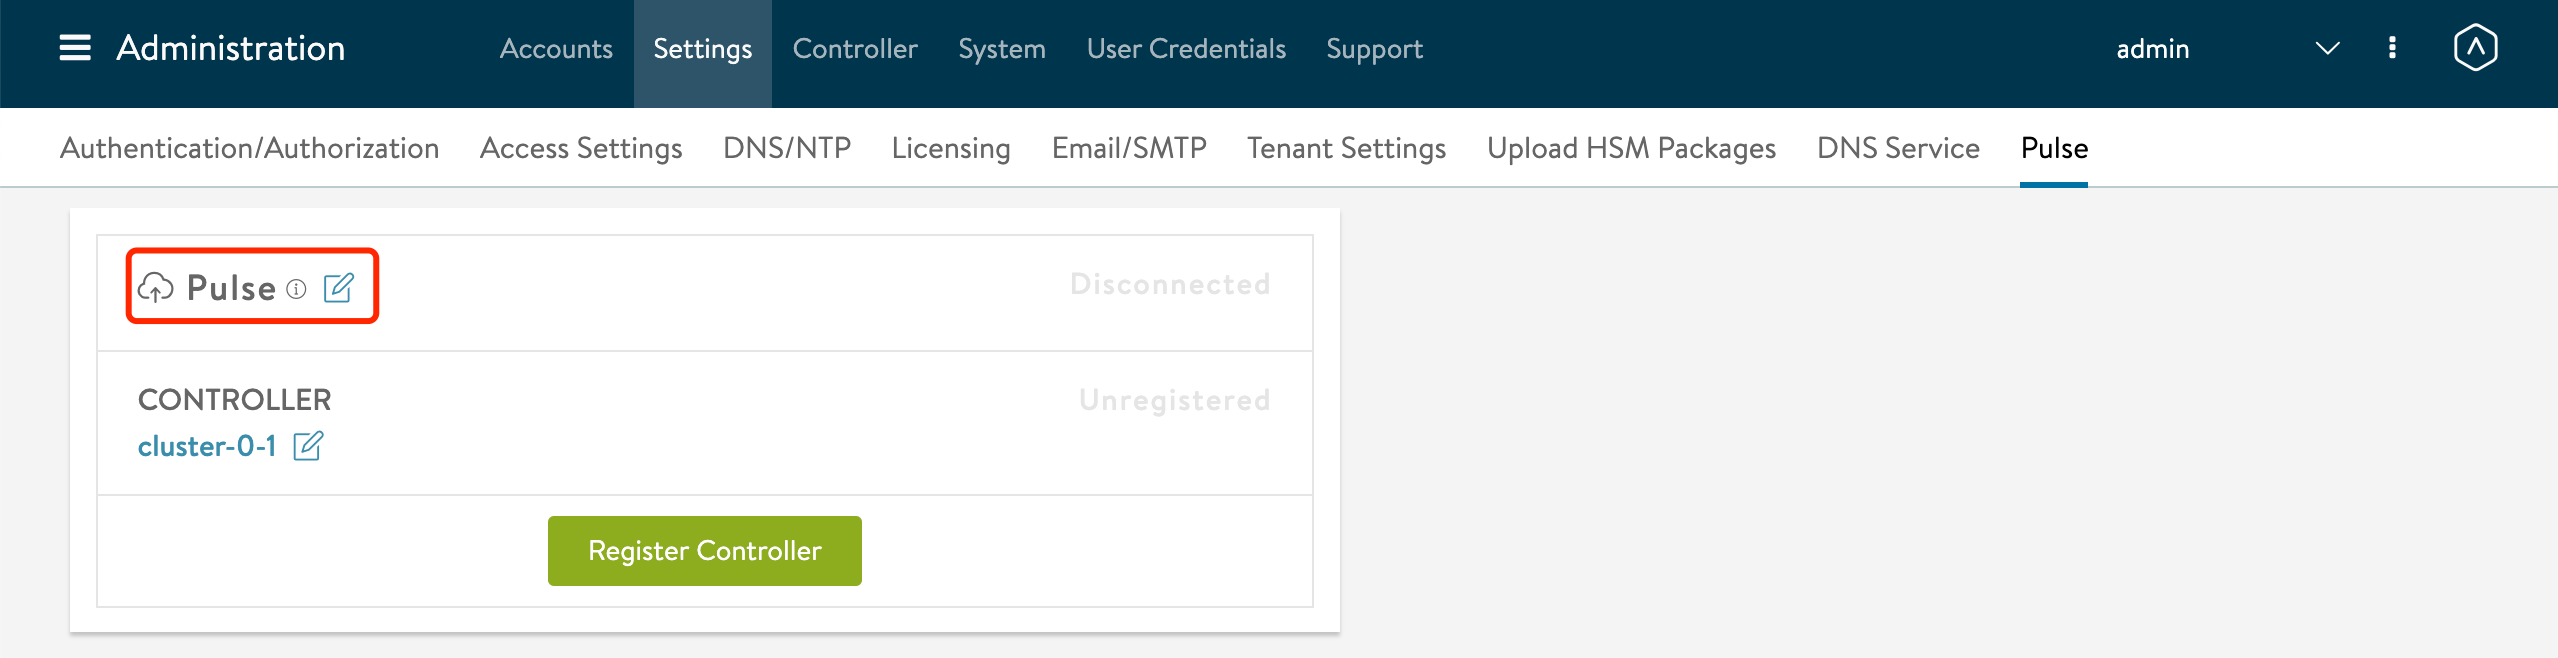 Administration Accounts Settings Controller System User Credentials Support admin
Authentication/Authorization Access Settings DNS/NTP Licensing Email/SMTP Tenant Settings Upload HSM Packages DNS Service Pulse
Pulse Disconnected
CONTROLLER Unregistered
cluster-0-1
Register Controller